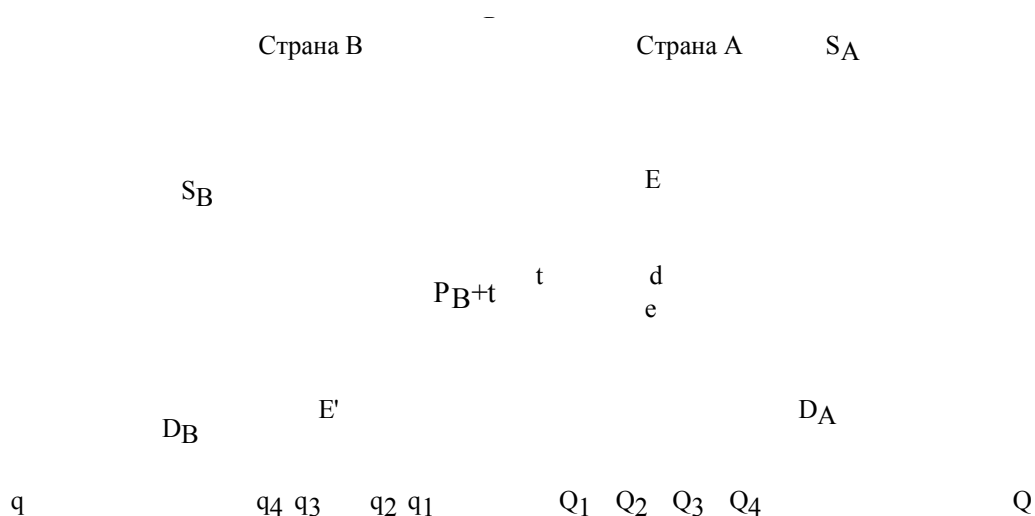 Страна B Страна A S_A
S_B E
P_B+t t d
e
D_B E' D_A
q q4 q3 q2 q1 Q1 Q2 Q3 Q4 Q